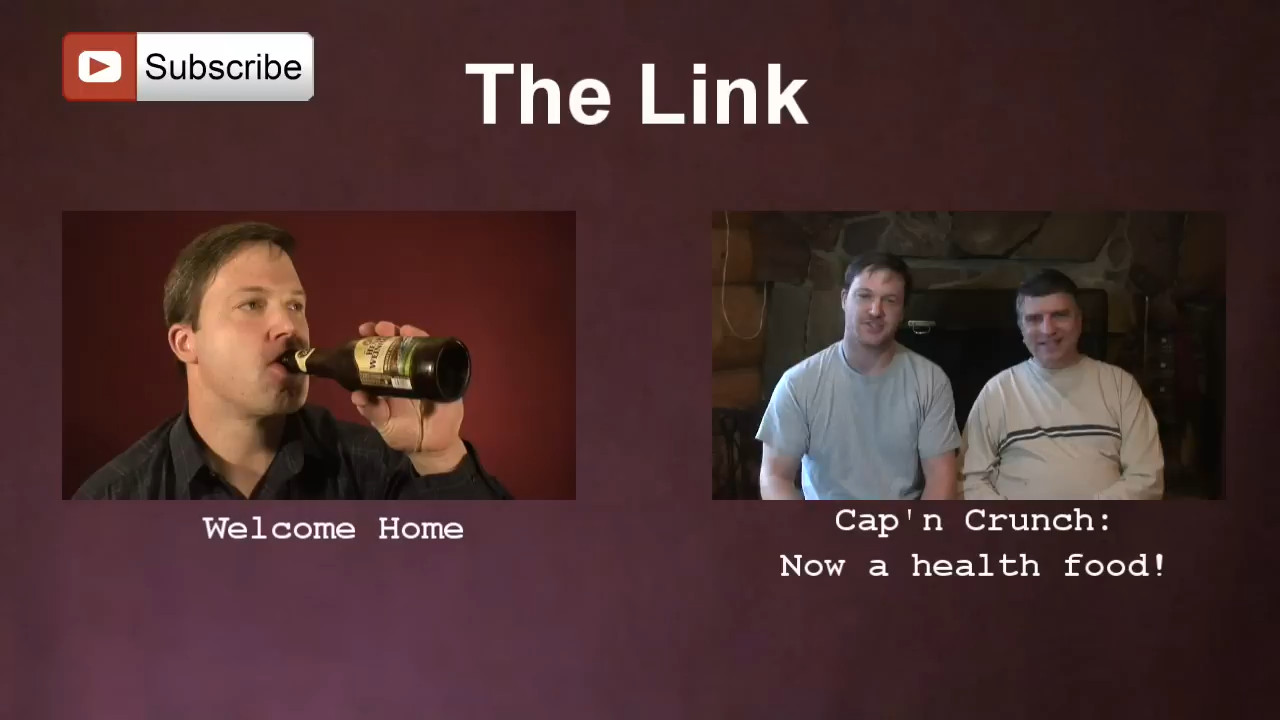 Subscribe
The Link
Welcome Home
Cap'n Crunch:
Now a health food!